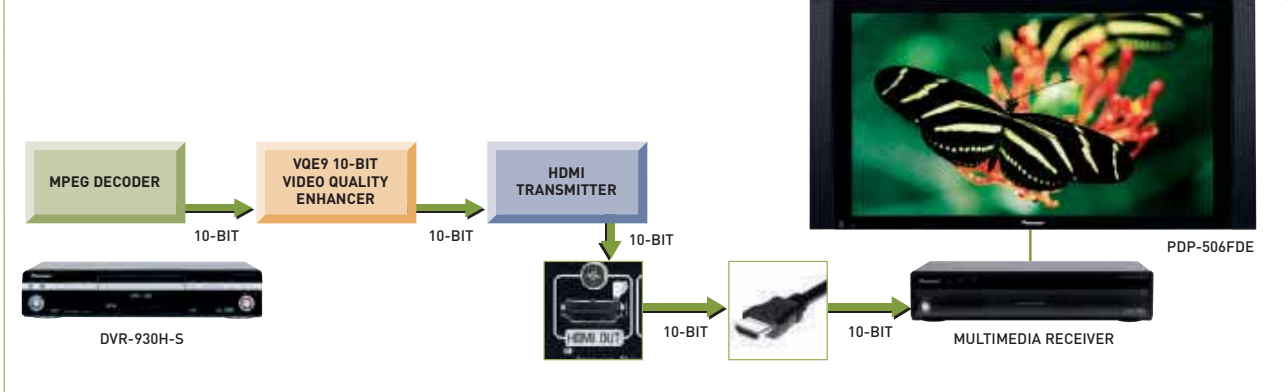 MPEG DECODER
VQE9 10-BIT
VIDEO QUALITY
ENHANCER
HDMI
TRANSMITTER
10-BIT
10-BIT
10-BIT
PDP-506FDE
Pioneer
HDMI OUT
DVR-930H-S
10-BIT
10-BIT
MULTIMEDIA RECEIVER